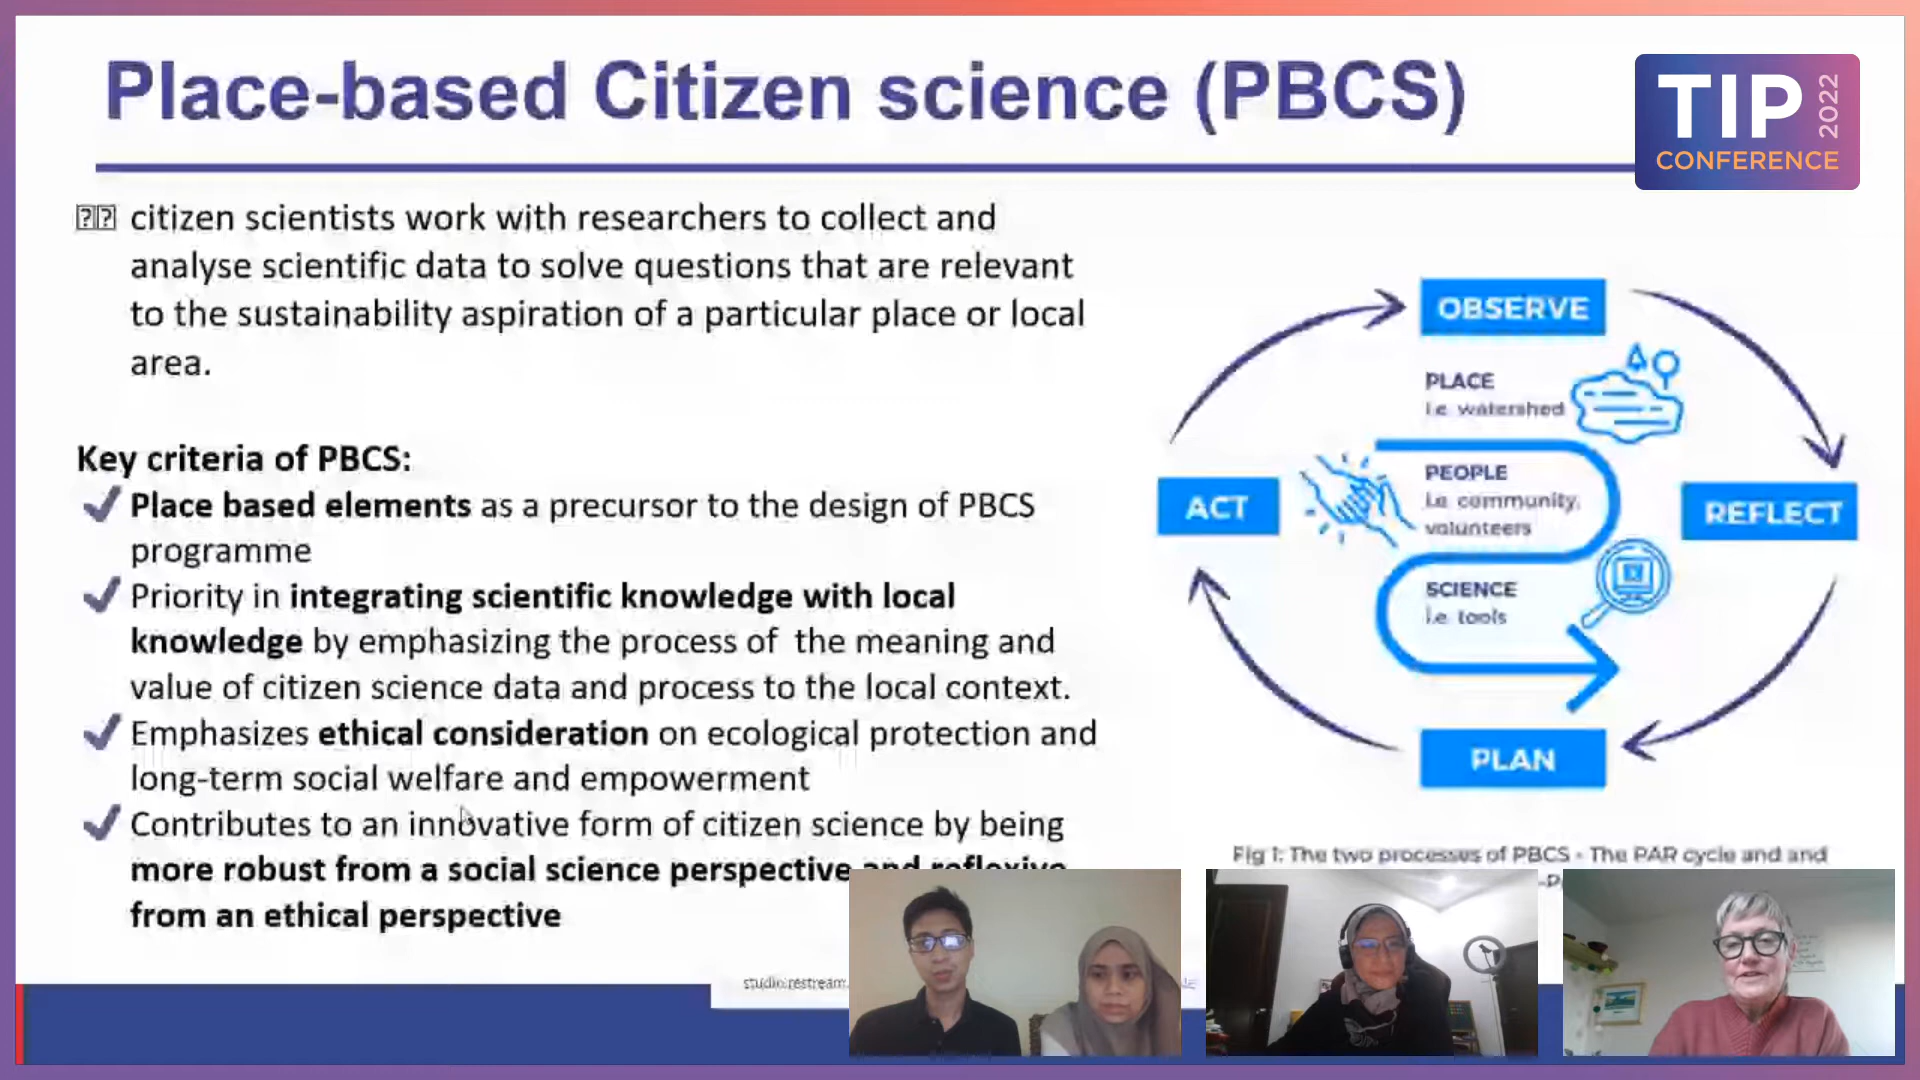 Place-based Citizen science (PBCS)
TIP 2022
CONFERENCE
citizen scientists work with researchers to collect and
analyse scientific data to solve questions that are relevant
to the sustainability aspiration of a particular place or local
area.
Key criteria of PBCS:
✔ Place based elements as a precursor to the design of PBCS
programme
✔ Priority in integrating scientific knowledge with local
knowledge by emphasizing the process of the meaning and
value of citizen science data and process to the local context.
✔ Emphasizes ethical consideration on ecological protection and
long-term social welfare and empowerment
✔ Contributes to an innovative form of citizen science by being
more robust from a social science perspective and reflexive
from an ethical perspective
OBSERVE
PLACE
i.e. watershed
PEOPLE
i.e. community,
volunteers
SCIENCE
i.e. tools
ACT
REFLECT
PLAN
Fig 1: The two processes of PBCS - The PAR cycle and and
studio.restream.